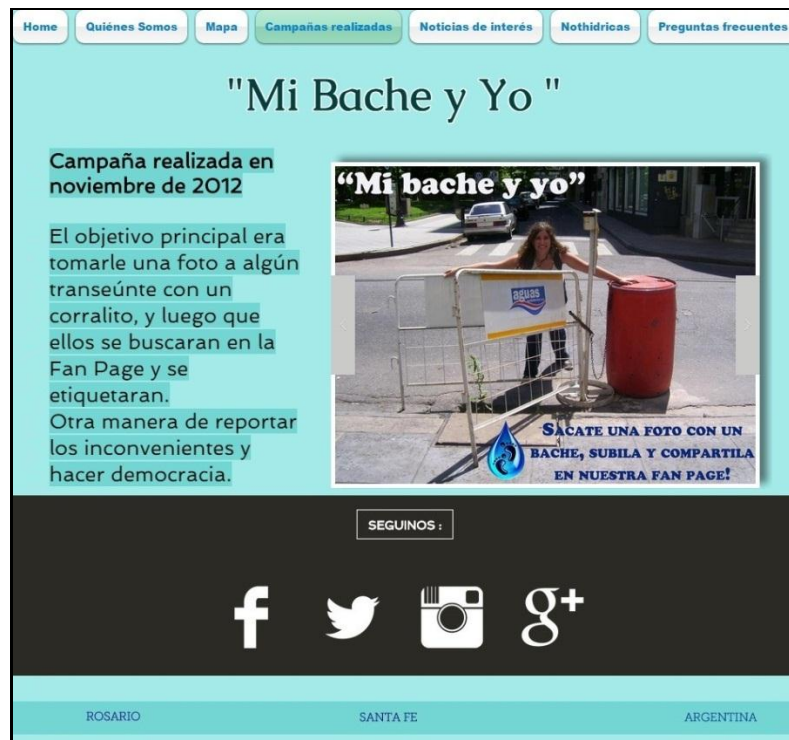 Home Quiénes Somos Mapa Campañas realizadas Noticias de interés Nothidricas Preguntas frecuentes
"Mi Bache y Yo "
Campaña realizada en
noviembre de 2012
El objetivo principal era
tomarle una foto a algún
transeúnte con un
corralito, y luego que
ellos se buscaran en la
Fan Page y se
etiquetaran.
Otra manera de reportar
los inconvenientes y
hacer democracia.
“Mi bache y yo”
aguas
SACATE UNA FOTO CON UN
BACHE, SUBILA Y COMPARTILA
EN NUESTRA FAN PAGE!
SEGUINOS :
f g+
ROSARIO SANTA FE ARGENTINA